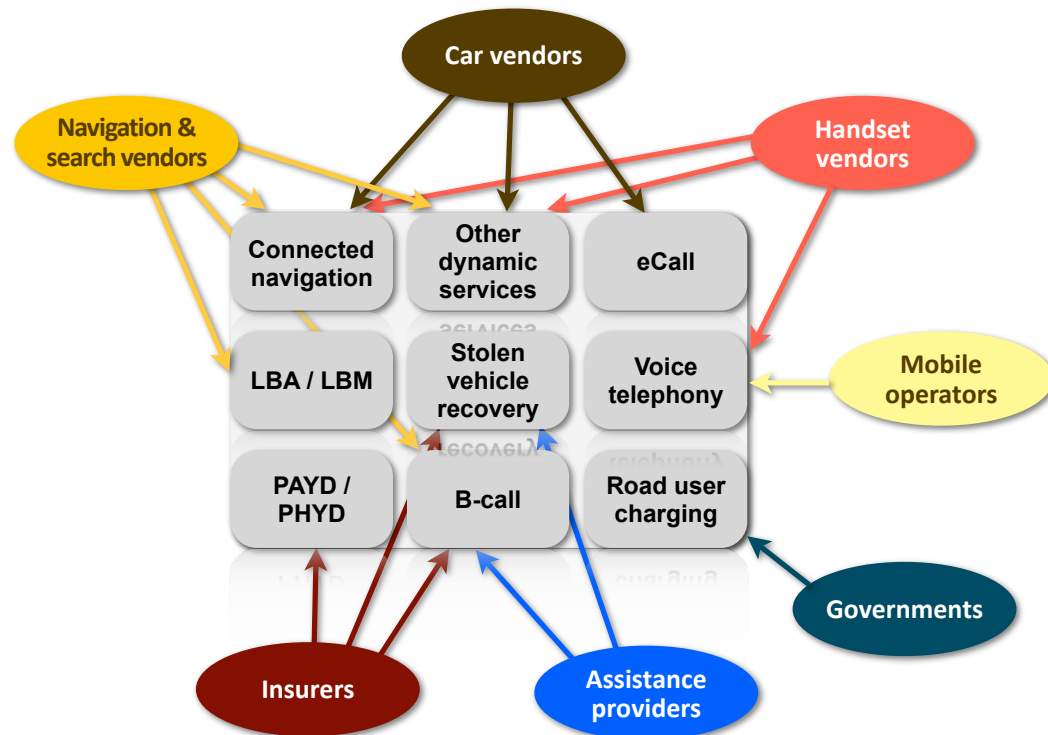 Car vendors
Navigation &
search vendors
Handset
vendors
Connected
navigation
Other
dynamic
services
eCall
LBA / LBM
Stolen
vehicle
recovery
Voice
telephony
Mobile
operators
PAYD /
PHYD
B-call
Road user
charging
Governments
Insurers
Assistance
providers